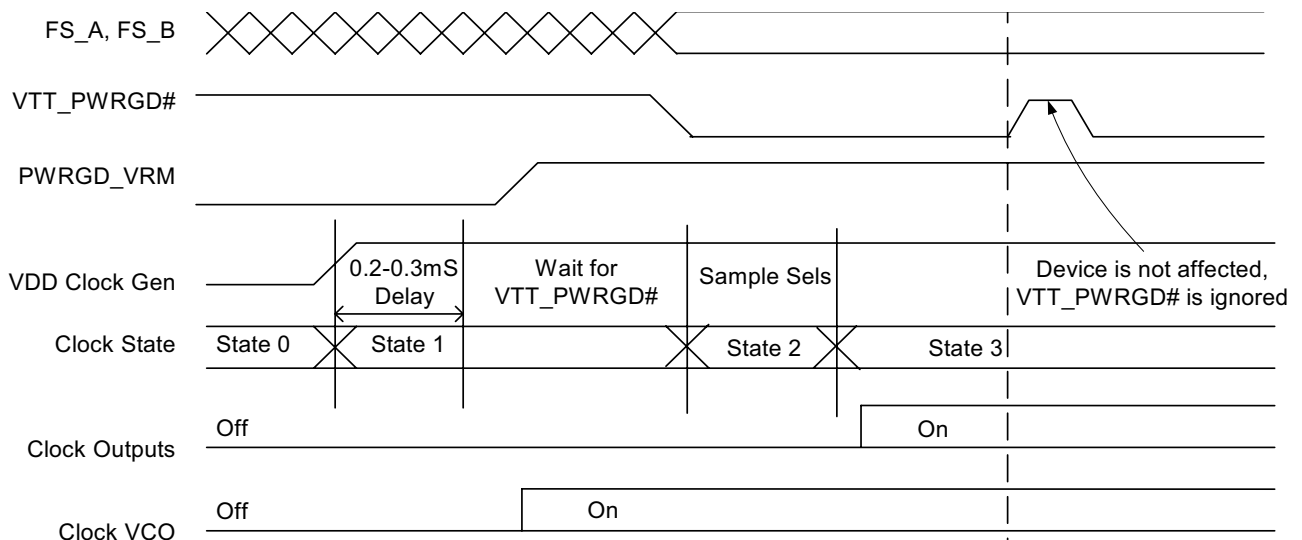 FS_A, FS_B
VTT_PWRGD#
PWRGD_VRM
VDD Clock Gen
0.2-0.3mS
Delay
Wait for
VTT_PWRGD#
Sample Sels
Device is not affected,
VTT_PWRGD# is ignored
Clock State
State 0
State 1
State 2
State 3
Clock Outputs
Off
On
Clock VCO
Off
On